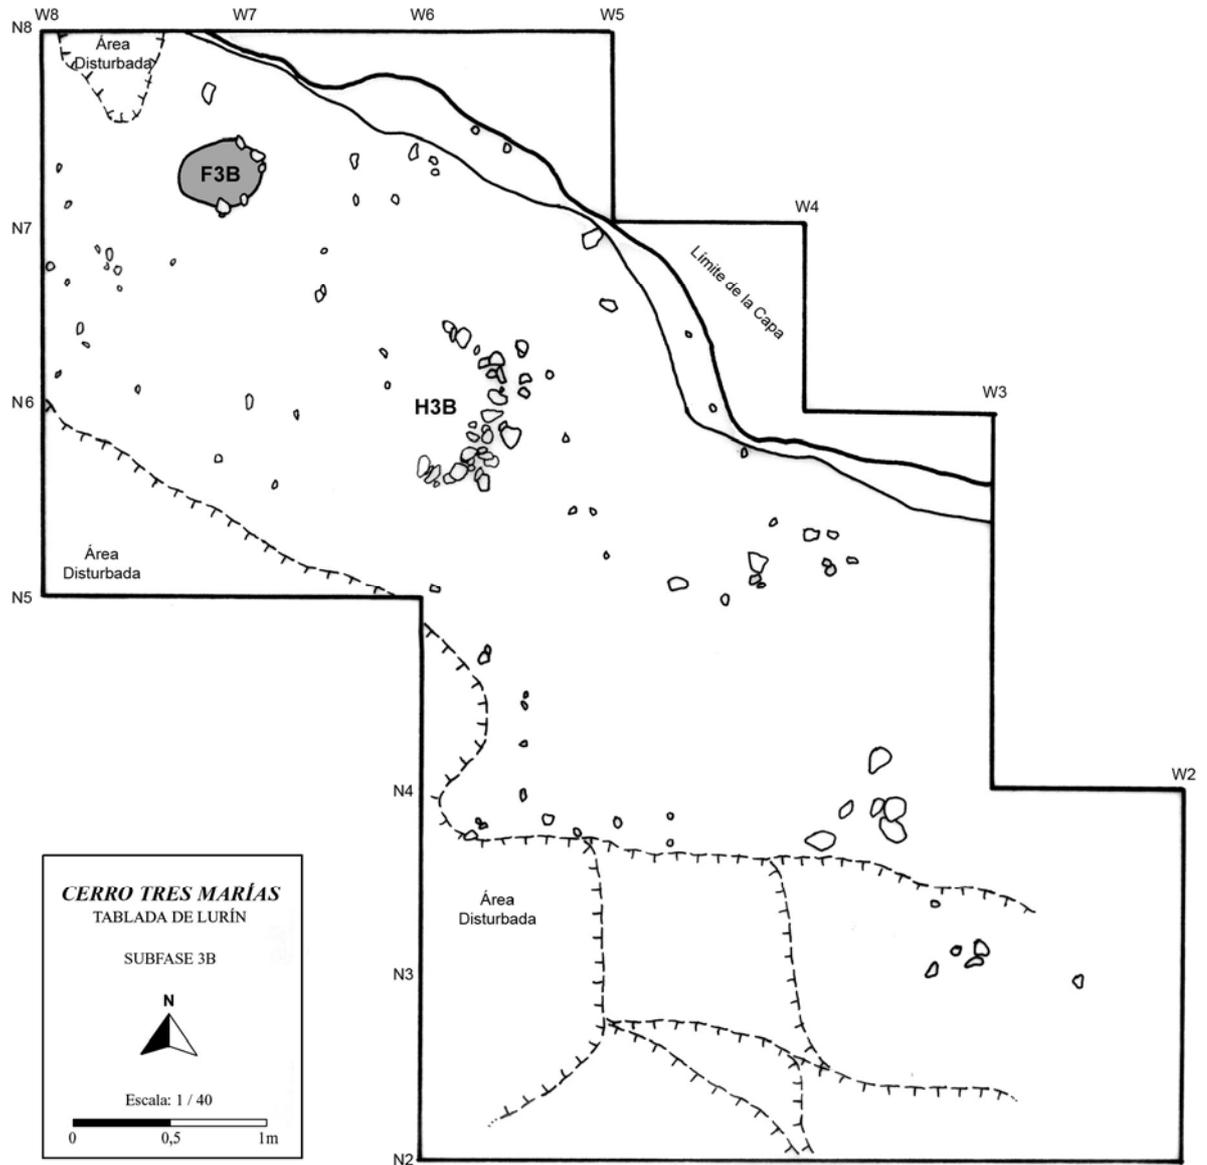 W8
W7
W6
W5
N8
Área
Disturbada
F3B
N7
W4
Límite de la Capa
N6
H3B
W3
Área
Disturbada
N5
N4
W2
Área
Disturbada
N3
N2
CERRO TRES MARÍAS
TABLADA DE LURÍN
SUBFASE 3B
N
Escala: 1 / 40
0 0,5 1m